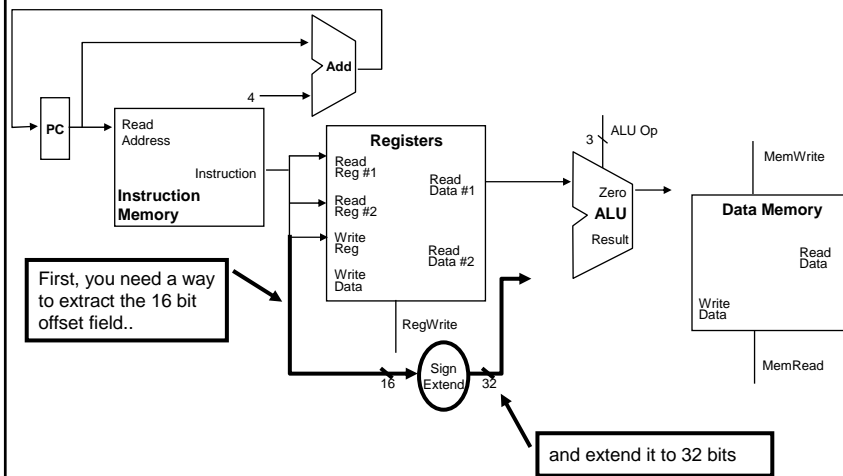 Add
4
PC
Read
Address
Instruction
Instruction
Memory
Registers
Read
Reg #1
Read
Data #1
Read
Reg #2
Write
Reg
Read
Data #2
Write
Data
RegWrite
3
ALU Op
Zero
ALU
Result
MemWrite
Data Memory
Read
Data
Write
Data
MemRead
First, you need a way
to extract the 16 bit
offset field..
16
Sign
Extend
32
and extend it to 32 bits